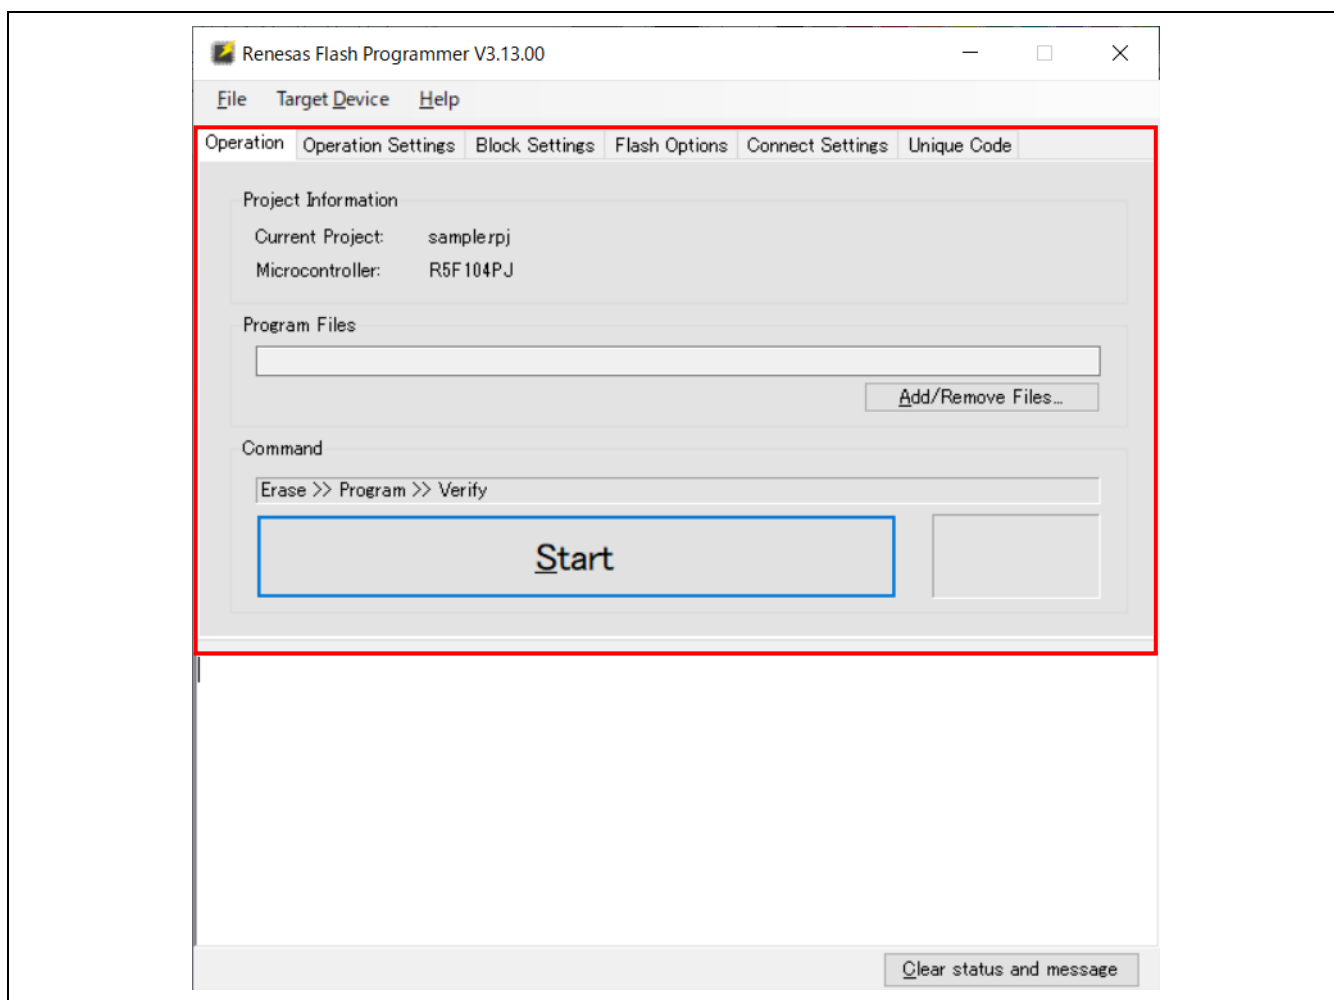 Renesas Flash Programmer V3.13.00
File Target Device Help
Operation Operation Settings Block Settings Flash Options Connect Settings Unique Code
Project Information
Current Project: sample.rpj
Microcontroller: R5F104PJ
Program Files
Add/Remove Files...
Command
Erase >> Program >> Verify
Start
Clear status and message